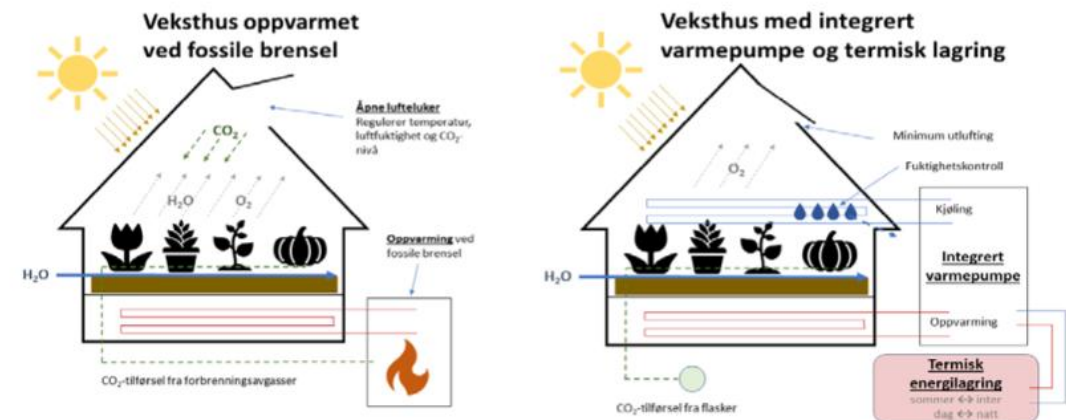 Veksthus oppvarmet
ved fossile brensel
Åpne lufteluker
Regulerer temperatur,
luftfuktighet og CO₂-
nivå
CO₂
H₂O
O₂
Oppvarming ved
fossile brensel
H₂O
CO₂-tilførsel fra forbrenningsavgasser
Veksthus med integrert
varmepumpe og termisk lagring
Minimum utlufting
O₂
Fuktighetskontroll
Kjøling
H₂O
Integrert
varmepumpe
Oppvarming
Termisk
energilagring
sommer ↔ inter
dag ↔ natt
CO₂-tilførsel fra flasker